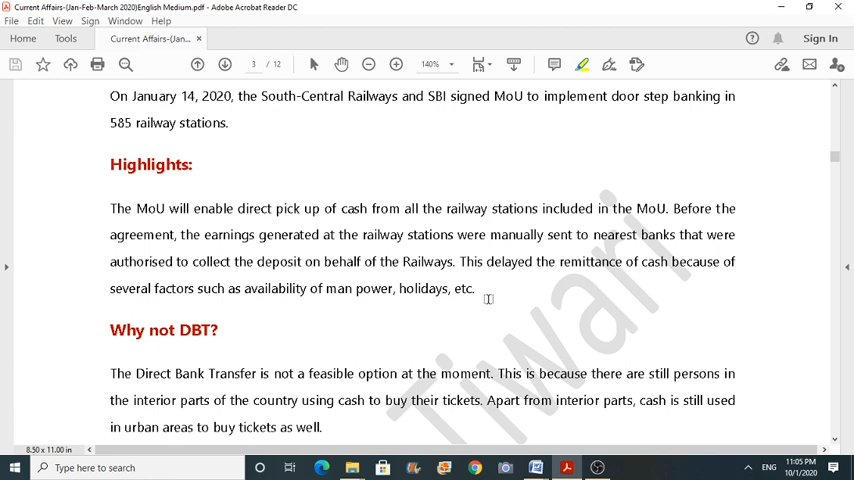 Current Affairs-(Jan-Feb-March 2020)English Medium.pdf - Adobe Acrobat Reader DC
File Edit View Sign Window Help
Home Tools Current Affairs-(Jan... × Sign In
3 / 12 140%
On January 14, 2020, the South-Central Railways and SBI signed MoU to implement door step banking in
585 railway stations.
Highlights:
The MoU will enable direct pick up of cash from all the railway stations included in the MoU. Before the
agreement, the earnings generated at the railway stations were manually sent to nearest banks that were
authorised to collect the deposit on behalf of the Railways. This delayed the remittance of cash because of
several factors such as availability of man power, holidays, etc.
Why not DBT?
The Direct Bank Transfer is not a feasible option at the moment. This is because there are still persons in
the interior parts of the country using cash to buy their tickets. Apart from interior parts, cash is still used
in urban areas to buy tickets as well.
Tiwari
8.50 x 11.00 in
Type here to search
ENG
11:05 PM
10/1/2020